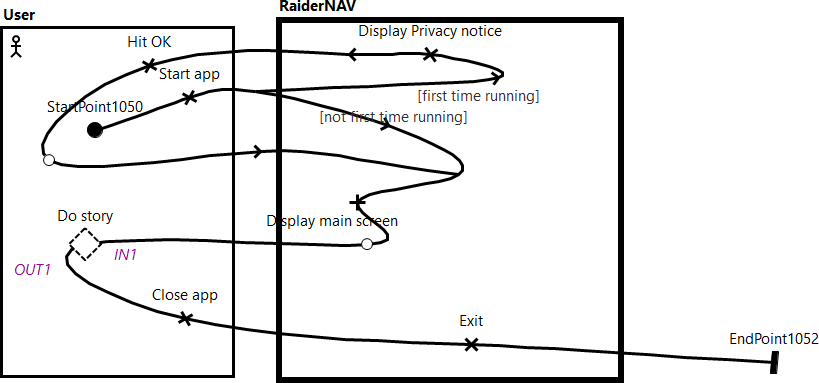 User
RaiderNAV
Display Privacy notice
Hit OK
Start app
[first time running]
StartPoint1050
[not first time running]
Do story
Display main screen
IN1
OUT1
Close app
Exit
EndPoint1052